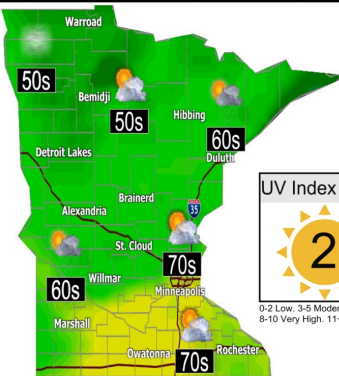 Warroad
50s
Bemidji
50s
Hibbing
60s
Duluth
Detroit Lakes
UV Index
2
0-2 Low. 3-5 Moder
8-10 Very High. 11
Brainerd
Alexandria
35
St. Cloud
70s
Willmar
60s
Minneapolis
Marshall
Owatonna
70s
Rochester